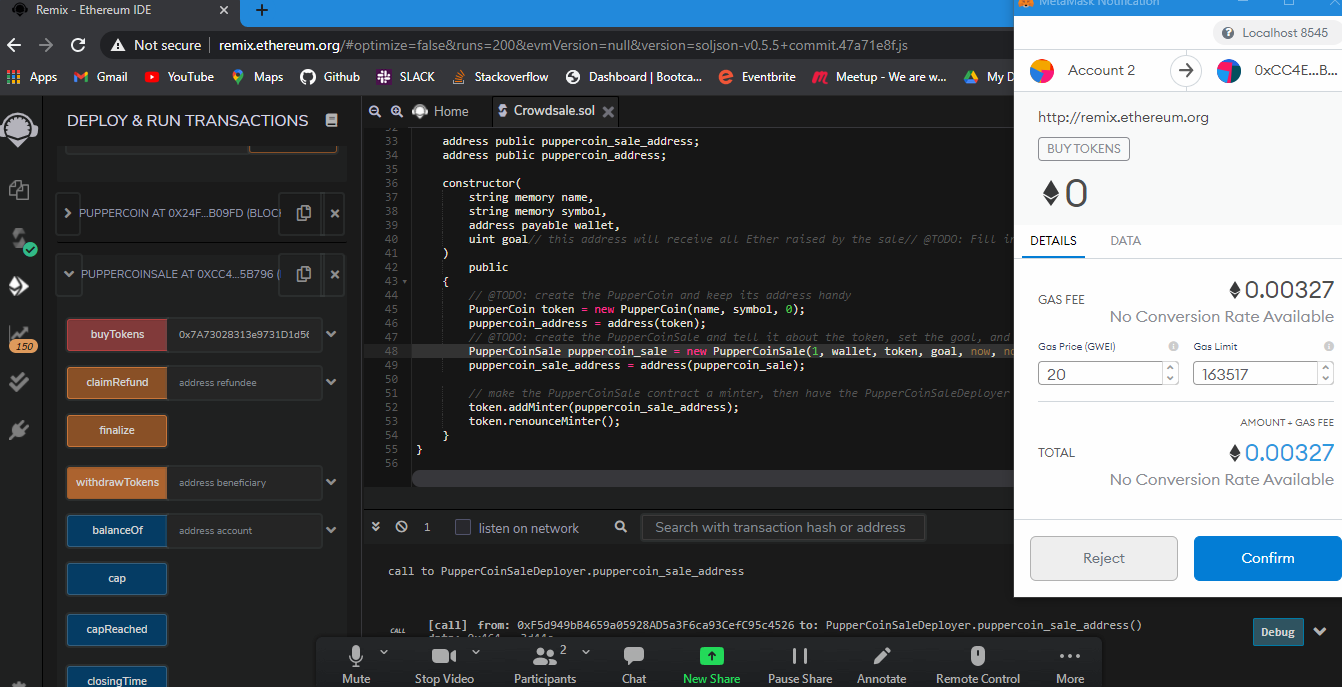 Remix - Ethereum IDE
MetaMask Notification
Not secure remix.ethereum.org/#optimize=false&runs=200&evmVersion=null&version=soljson-v0.5.5+commit.47a71e8f.js
Apps Gmail YouTube Maps Github SLACK Stackoverflow Dashboard | Bootca... Eventbrite Meetup - We are w... My D
DEPLOY & RUN TRANSACTIONS
PUPPERCOIN AT 0X24F...B09FD (BLOC
PUPPERCOINSALE AT 0XCC4...5B796 (
buyTokens 0x7A73028313e9731D1d5
claimRefund address refundee
finalize
withdrawTokens address beneficiary
balanceOf address account
cap
capReached
closingTime
150
Home Crowdsale.sol
32
33 address public puppercoin_sale_address;
34 address public puppercoin_address;
35
36 constructor(
37 string memory name,
38 string memory symbol,
39 address payable wallet,
40 uint goal// this address will receive all Ether raised by the sale// @TODO: Fill in
41 )
42 public
43 {
44 // @TODO: create the PupperCoin and keep its address handy
45 PupperCoin token = new PupperCoin(name, symbol, 0);
46 puppercoin_address = address(token);
47 // @TODO: create the PupperCoinSale and tell it about the token, set the goal, and
48 PupperCoinSale puppercoin_sale = new PupperCoinSale(1, wallet, token, goal, now, no
49 puppercoin_sale_address = address(puppercoin_sale);
50
51 // make the PupperCoinSale contract a minter, then have the PupperCoinSaleDeployer
52 token.addMinter(puppercoin_sale_address);
53 token.renounceMinter();
54 }
55 }
56
1 listen on network Search with transaction hash or address
call to PupperCoinSaleDeployer.puppercoin_sale_address
CALL [call] from: 0xF5d949bB4659a05928AD5a3F6ca93CefC95c4526 to: PupperCoinSaleDeployer.puppercoin_sale_address()
Debug
Localhost 8545
Account 2 0xCC4E...B...
http://remix.ethereum.org
BUY TOKENS
0
DETAILS DATA
GAS FEE 0.00327
No Conversion Rate Available
Gas Price (GWEI) Gas Limit
20 163517
AMOUNT + GAS FEE
TOTAL 0.00327
No Conversion Rate Available
Reject Confirm
2
Mute Stop Video Participants Chat New Share Pause Share Annotate Remote Control More